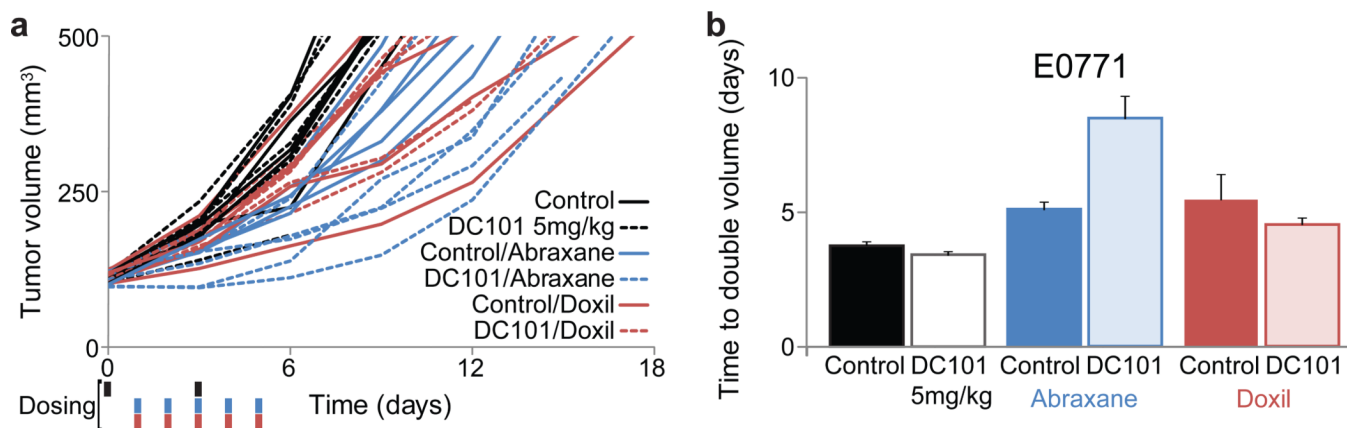 a
Tumor volume (mm³)
500
250
0
Control
DC101 5mg/kg
Control/Abraxane
DC101/Abraxane
Control/Doxil
DC101/Doxil
0 6 12 18
Dosing
Time (days)
b
E0771
Time to double volume (days)
10
5
0
Control DC101 Control DC101 Control DC101
5mg/kg Abraxane Doxil